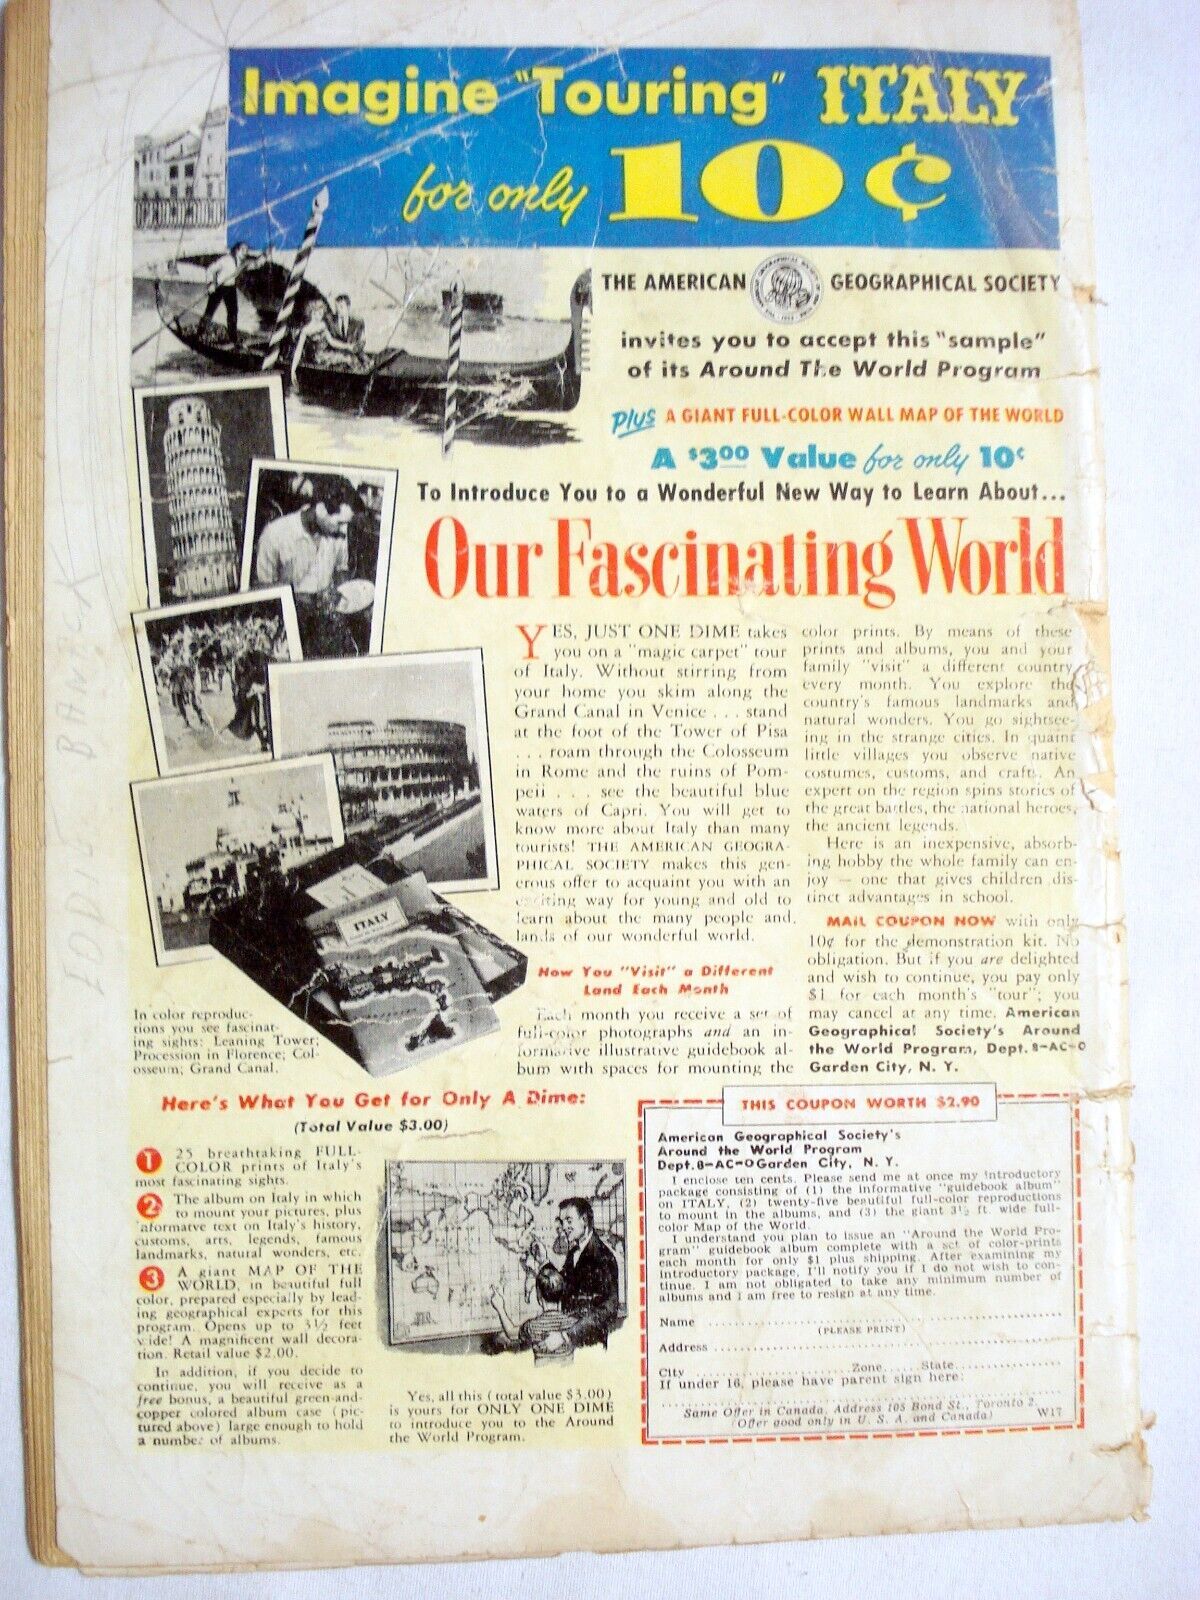 Imagine "Touring" ITALY
for only 10¢
THE AMERICAN GEOGRAPHICAL SOCIETY
invites you to accept this "sample"
of its Around The World Program
Plus A GIANT FULL-COLOR WALL MAP OF THE WORLD
A $3.00 Value for only 10¢
To Introduce You to a Wonderful New Way to Learn About...
Our Fascinating World
YES, JUST ONE DIME takes
you on a "magic carpet" tour
of Italy. Without stirring from
your home you skim along the
Grand Canal in Venice . . . stand
at the foot of the Tower of Pisa
. . . roam through the Colosseum
in Rome and the ruins of Pom-
peii . . . see the beautiful blue
waters of Capri. You will get to
know more about Italy than many
tourists! THE AMERICAN GEOGRA-
PHICAL SOCIETY makes this gen-
erous offer to acquaint you with an
exciting way for young and old to
learn about the many people and
lands of our wonderful world.
How You "Visit" a Different
Land Each Month
Each month you receive a set of
full-color photographs and an in-
formative illustrative guidebook al-
bum with spaces for mounting the
color prints. By means of these
prints and albums, you and your
family "visit" a different country
every month. You explore the
country's famous landmarks and
natural wonders. You go sightsee-
ing in the strange cities. In quaint
little villages you observe native
costumes, customs, and crafts. An
expert on the region spins stories of
the great battles, the national heroes,
the ancient legends.
Here is an inexpensive, absorb-
ing hobby the whole family can en-
joy — one that gives children dis-
tinct advantages in school.
MAIL COUPON NOW with only
10¢ for the demonstration kit. No
obligation. But if you are delighted
and wish to continue, you pay only
$1 for each month's "tour"; you
may cancel at any time. American
Geographical Society's Around
the World Program, Dept. 8-AC-O
Garden City, N. Y.
ITALY
EDDIE
In color reproduc-
tions you see fascinat-
ing sights: Leaning Tower;
Procession in Florence; Col-
osseum; Grand Canal.
Here's What You Get for Only A Dime:
(Total Value $3.00)
1 25 breathtaking FULL-
COLOR prints of Italy's
most fascinating sights.
2 The album on Italy in which
to mount your pictures, plus
informatve text on Italy's history,
customs, arts, legends, famous
landmarks, natural wonders, etc.
3 A giant MAP OF THE
WORLD, in beautiful full
color, prepared especially by lead-
ing geographical experts for this
program. Opens up to 3½ feet
wide! A magnificent wall decora-
tion. Retail value $2.00.
In addition, if you decide to
continue, you will receive as a
free bonus, a beautiful green-and-
copper colored album case (pic-
tured above) large enough to hold
a number of albums.
Yes, all this (total value $3.00)
is yours for ONLY ONE DIME
to introduce you to the Around
the World Program.
THIS COUPON WORTH $2.90
American Geographical Society's
Around the World Program
Dept. 8-AC-O Garden City, N. Y.
I enclose ten cents. Please send me at once my introductory
package consisting of (1) the informative "guidebook album"
on ITALY, (2) twenty-five beautiful full-color reproductions
to mount in the albums, and (3) the giant 3½ ft. wide full-
color Map of the World.
I understand you plan to issue an "Around the World Pro-
gram" guidebook album complete with a set of color-prints
each month for only $1 plus shipping. After examining my
introductory package, I'll notify you if I do not wish to con-
tinue. I am not obligated to take any minimum number of
albums and I am free to resign at any time.
Name
(PLEASE PRINT)
Address
City Zone State
If under 16, please have parent sign here:
Same Offer in Canada, Address 105 Bond St., Toronto 2.
(Offer good only in U. S. A. and Canada) W17